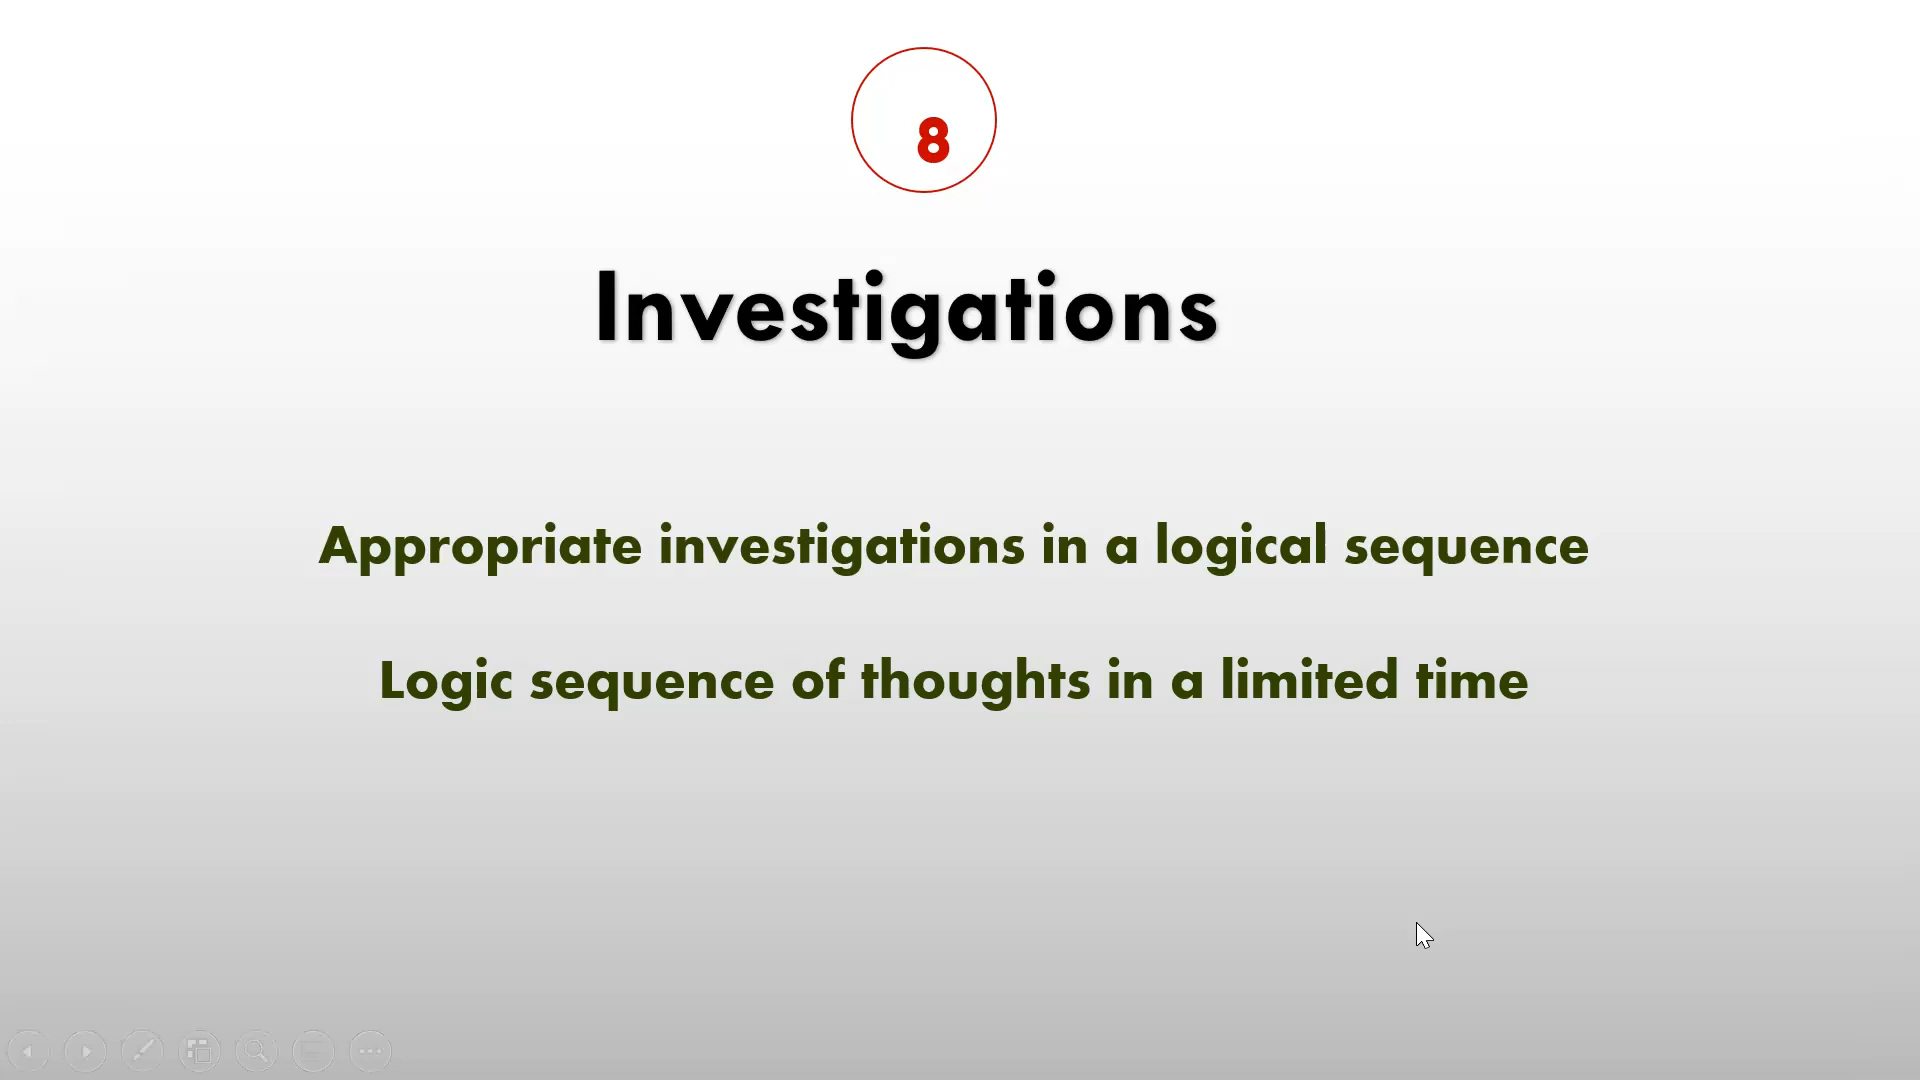 8
Investigations
Appropriate investigations in a logical sequence
Logic sequence of thoughts in a limited time